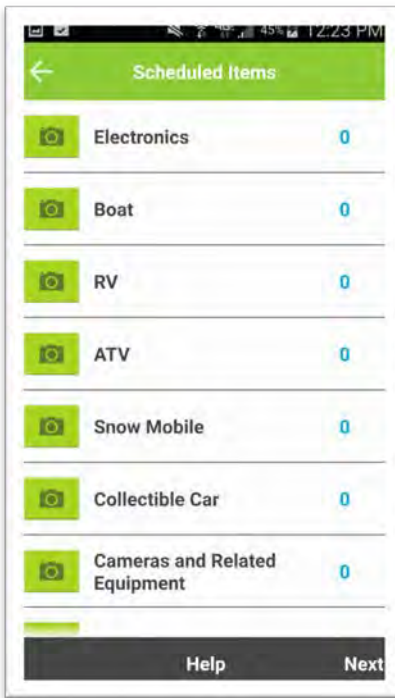 45% 12:23 PM
Scheduled Items
Electronics 0
Boat 0
RV 0
ATV 0
Snow Mobile 0
Collectible Car 0
Cameras and Related
Equipment 0
Help Next